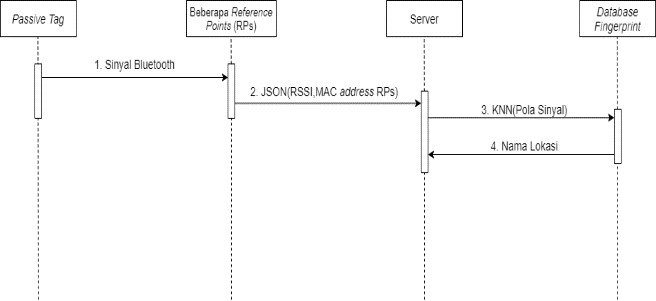 Passive Tag
Beberapa Reference
Points (RPs)
Server
Database
Fingerprint
1. Sinyal Bluetooth
2. JSON(RSSI,MAC address RPs)
3. KNN(Pola Sinyal)
4. Nama Lokasi